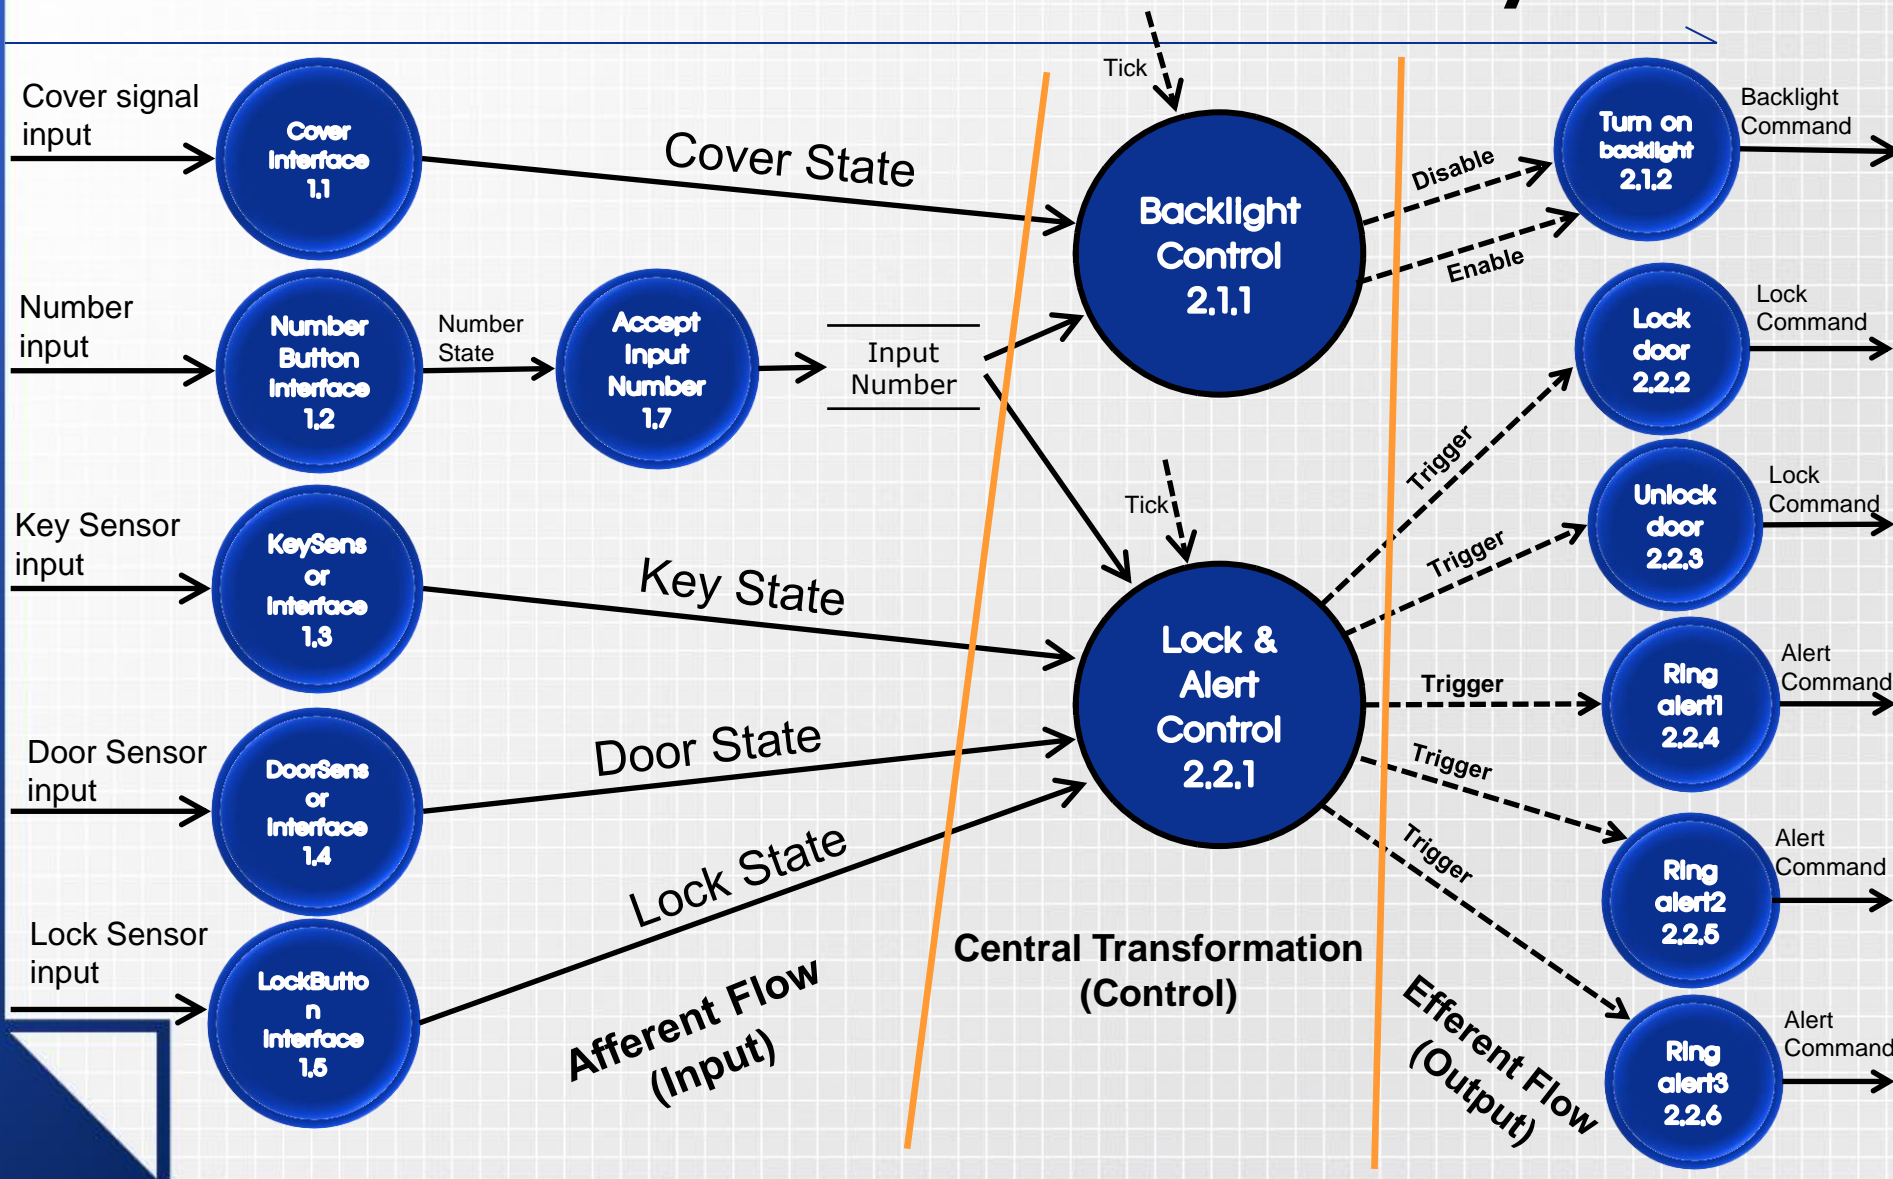 Cover signal
input
Cover
interface
1.1
Cover State
Tick
Backlight
Control
2.1.1
Disable
Enable
Turn on
backlight
2.1.2
Backlight
Command
Number
input
Number
Button
interface
1.2
Number
State
Accept
Input
Number
1.7
Input
Number
Lock
door
2.2.2
Lock
Command
Trigger
Key Sensor
input
KeySens
or
interface
1.3
Key State
Tick
Lock &
Alert
Control
2.2.1
Trigger
Unlock
door
2.2.3
Lock
Command
Trigger
Ring
alert1
2.2.4
Alert
Command
Door Sensor
input
DoorSens
or
interface
1.4
Door State
Trigger
Ring
alert2
2.2.5
Alert
Command
Lock Sensor
input
LockButto
n
interface
1.5
Lock State
Trigger
Ring
alert3
2.2.6
Alert
Command
Afferent Flow
(Input)
Central Transformation
(Control)
Efferent Flow
(Output)